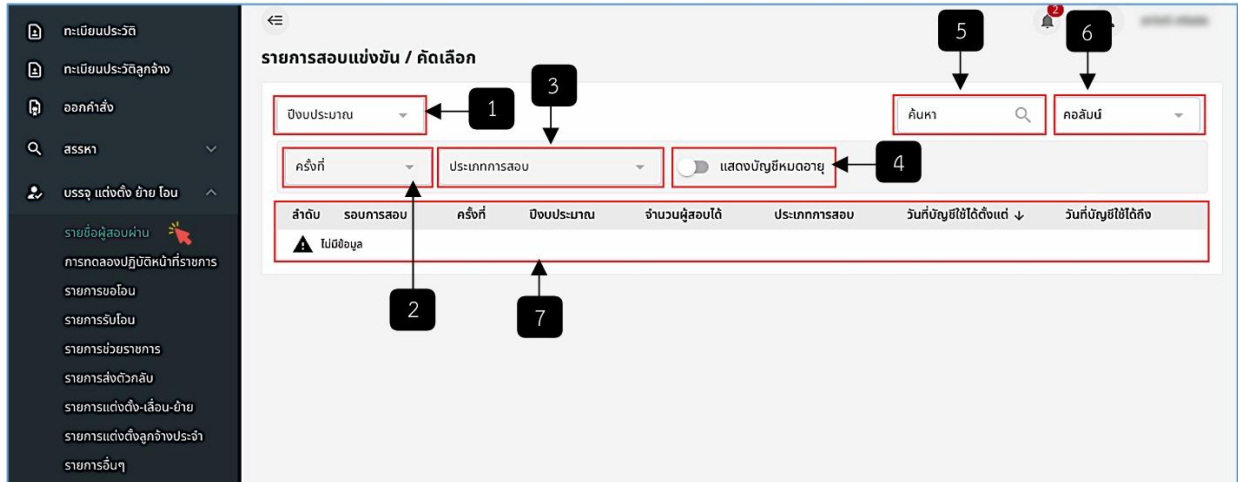 ทะเบียนประวัติ
ทะเบียนประวัติลูกจ้าง
ออกคำสั่ง
สรรหา
บรรจุ แต่งตั้ง ย้าย โอน
รายชื่อผู้สอบผ่าน
การทดลองปฏิบัติหน้าที่ราชการ
รายการขอโอน
รายการรับโอน
รายการช่วยราชการ
รายการส่งตัวกลับ
รายการแต่งตั้ง-เลื่อน-ย้าย
รายการแต่งตั้งลูกจ้างประจำ
รายการอื่นๆ
2
รายการสอบแข่งขัน / คัดเลือก
5
6
3
ปีงบประมาณ
1
ค้นหา
คอลัมน์
ครั้งที่
ประเภทการสอบ
แสดงบัญชีหมดอายุ
4
ลำดับ รอบการสอบ ครั้งที่ ปีงบประมาณ จำนวนผู้สอบได้ ประเภทการสอบ วันที่บัญชีใช้ได้ตั้งแต่ ↓ วันที่บัญชีใช้ได้ถึง
ไม่มีข้อมูล
2
7